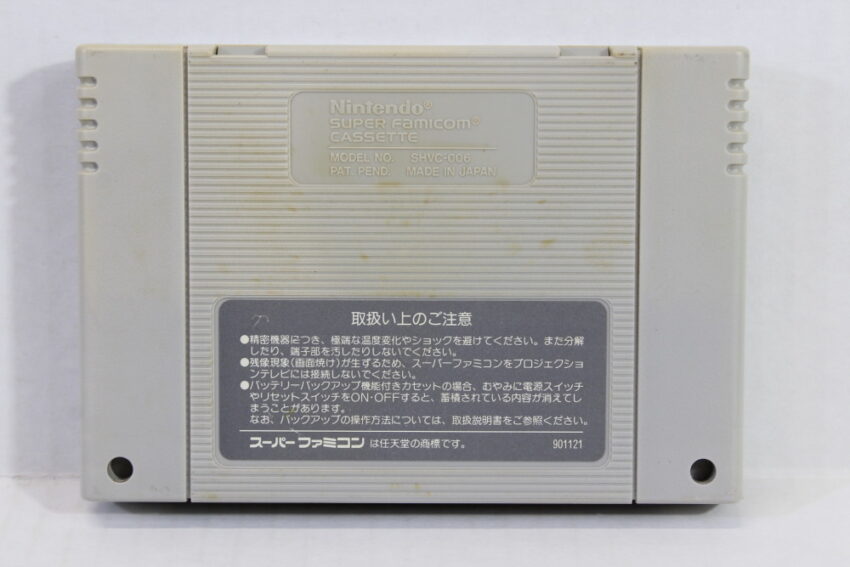 Nintendo®
SUPER FAMICOM®
CASSETTE
MODEL NO. SHVC-006
PAT. PEND. MADE IN JAPAN
取扱い上のご注意
●精密機器につき、極端な温度変化やショックを避けてください。また分解
したり、端子部を汚したりしないでください。
●残像現象(画面焼け)が生ずるため、スーパーファミコンをプロジェクショ
ンテレビには接続しないでください。
●バッテリーバックアップ機能付きカセットの場合、むやみに電源スイッチ
やリセットスイッチをON・OFFすると、蓄積されている内容が消えてし
まうことがあります。
なお、バックアップの操作方法については、取扱説明書をご参照ください。
スーパーファミコン は任天堂の商標です。 901121